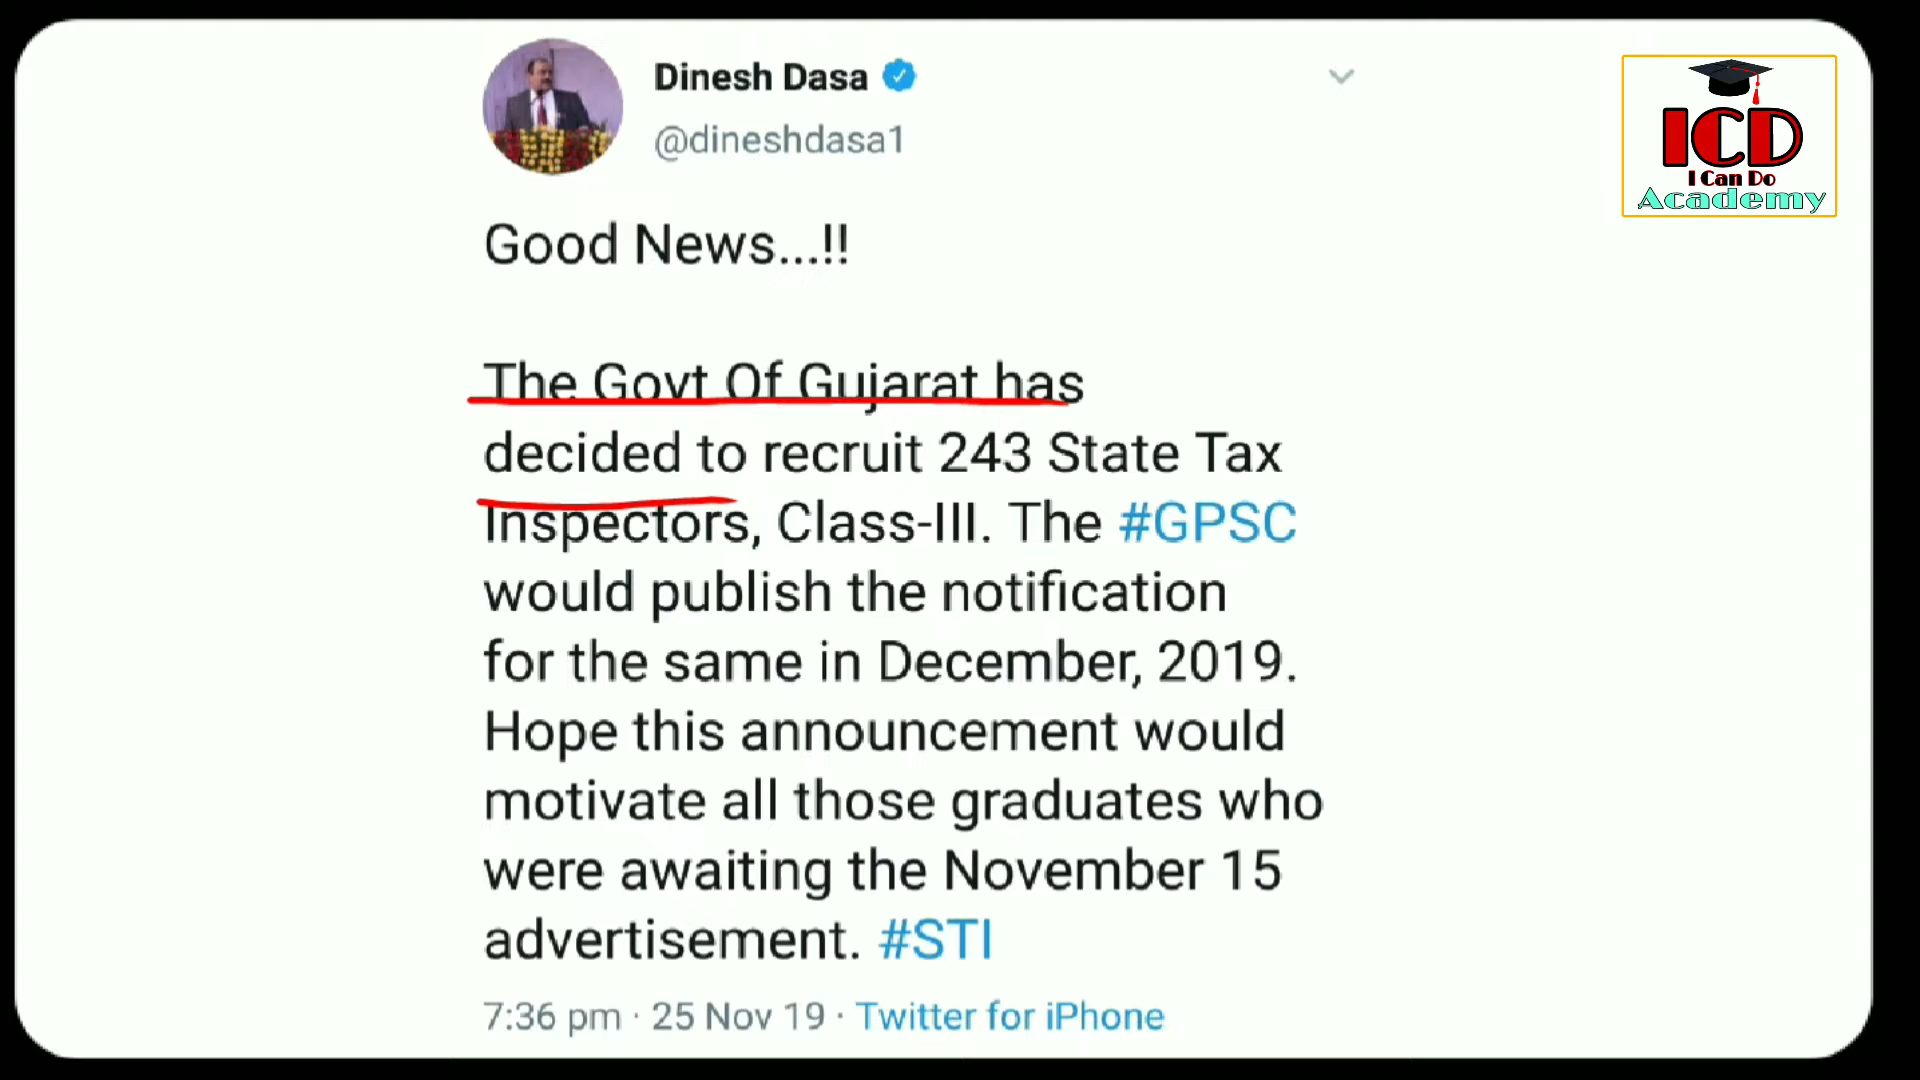 Dinesh Dasa
@dineshdasa1
ICD
I Can Do
Academy
Good News...!!
The Govt Of Gujarat has
decided to recruit 243 State Tax
Inspectors, Class-III. The #GPSC
would publish the notification
for the same in December, 2019.
Hope this announcement would
motivate all those graduates who
were awaiting the November 15
advertisement. #STI
7:36 pm · 25 Nov 19 · Twitter for iPhone